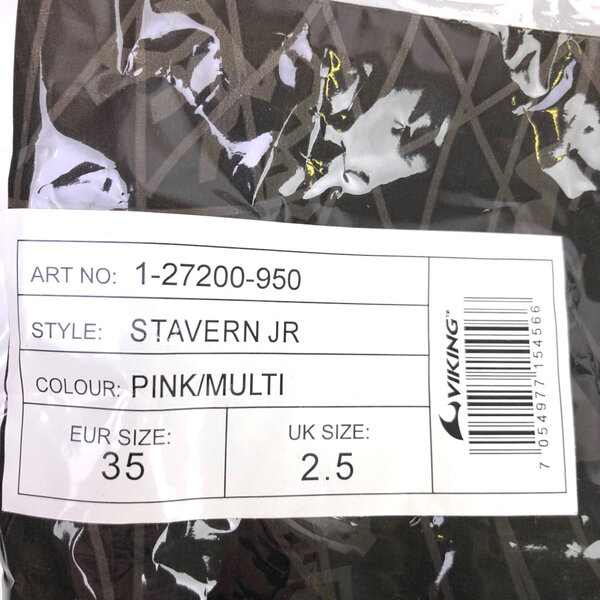 ART NO: 1-27200-950
STYLE: STAVERN JR
COLOUR: PINK/MULTI
EUR SIZE:
35
UK SIZE:
2.5
VIKING™
7 054977 154566